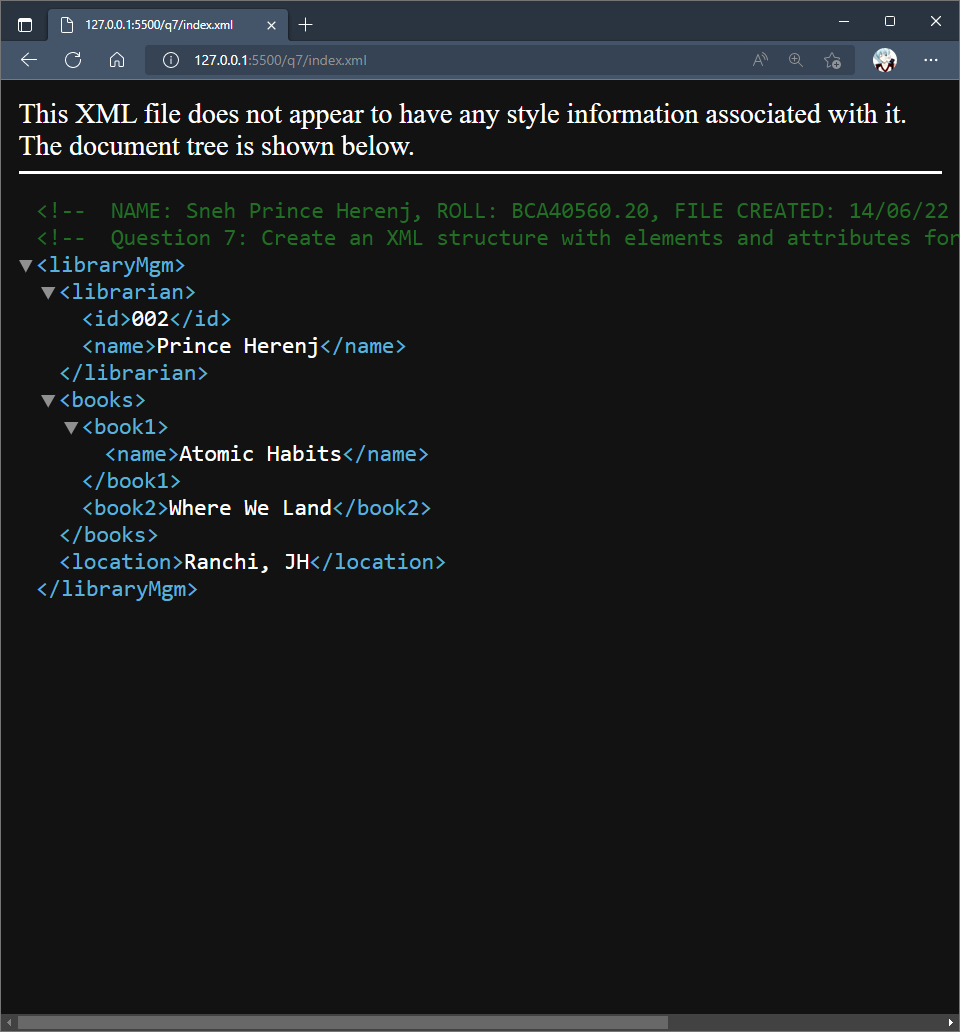 127.0.0.1:5500/q7/index.xml
127.0.0.1:5500/q7/index.xml
This XML file does not appear to have any style information associated with it.
The document tree is shown below.
<!--  NAME: Sneh Prince Herenj, ROLL: BCA40560.20, FILE CREATED: 14/06/22
<!--  Question 7: Create an XML structure with elements and attributes for
<libraryMgm>
<librarian>
<id>002</id>
<name>Prince Herenj</name>
</librarian>
<books>
<book1>
<name>Atomic Habits</name>
</book1>
<book2>Where We Land</book2>
</books>
<location>Ranchi, JH</location>
</libraryMgm>